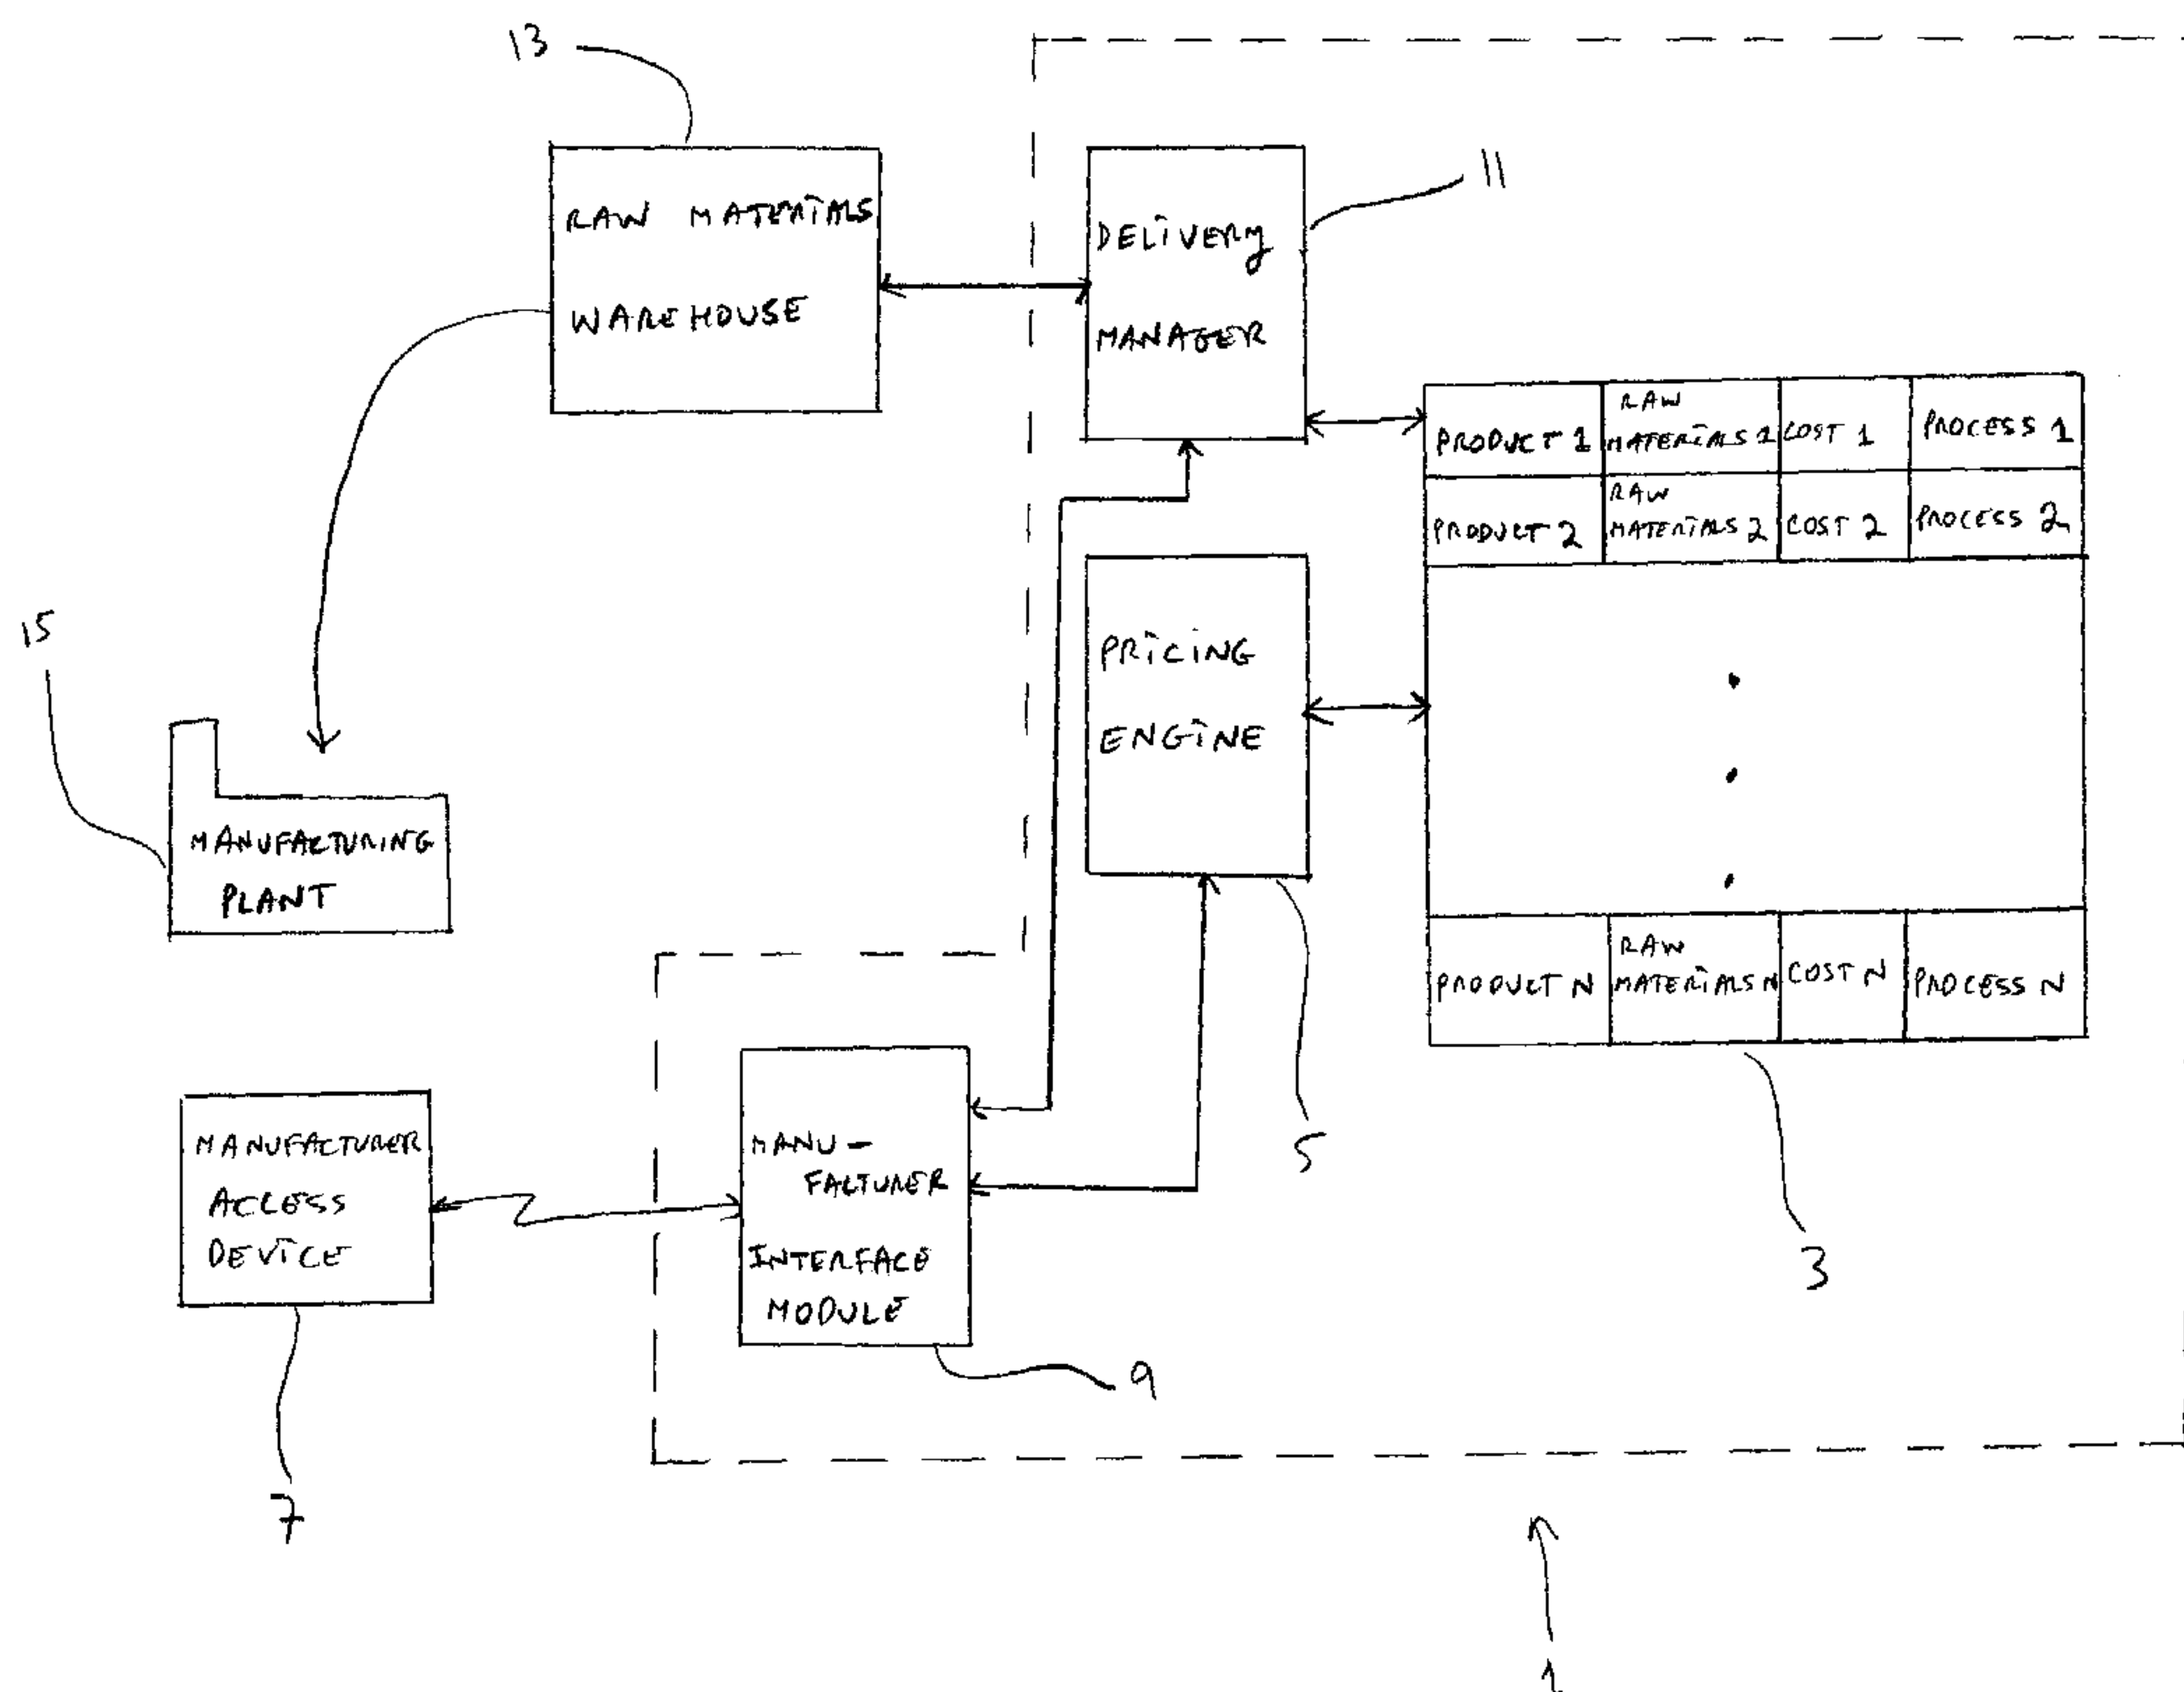 13
RAW MATERIALS
WAREHOUSE
DELIVERY
MANAGER
11
PRODUCT 1
RAW
MATERIALS 1
COST 1
PROCESS 1
PRODUCT 2
RAW
MATERIALS 2
COST 2
PROCESS 2
PRICING
ENGINE
15
MANUFACTURING
PLANT
PRODUCT N
RAW
MATERIALS N
COST N
PROCESS N
5
3
MANUFACTURER
ACCESS
DEVICE
MANU-
FACTURER
INTERFACE
MODULE
9
7
1